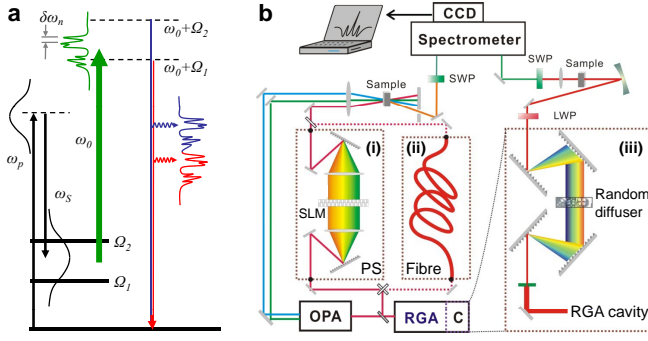 a
δω_n
ω_0+Ω_2
ω_0+Ω_1
ω_p
ω_S
ω_0
Ω_2
Ω_1
b
CCD
Spectrometer
SWP
Sample
SWP
Sample
LWP
(i)
(ii)
(iii)
SLM
Random
diffuser
PS
Fibre
OPA
RGA
C
RGA cavity